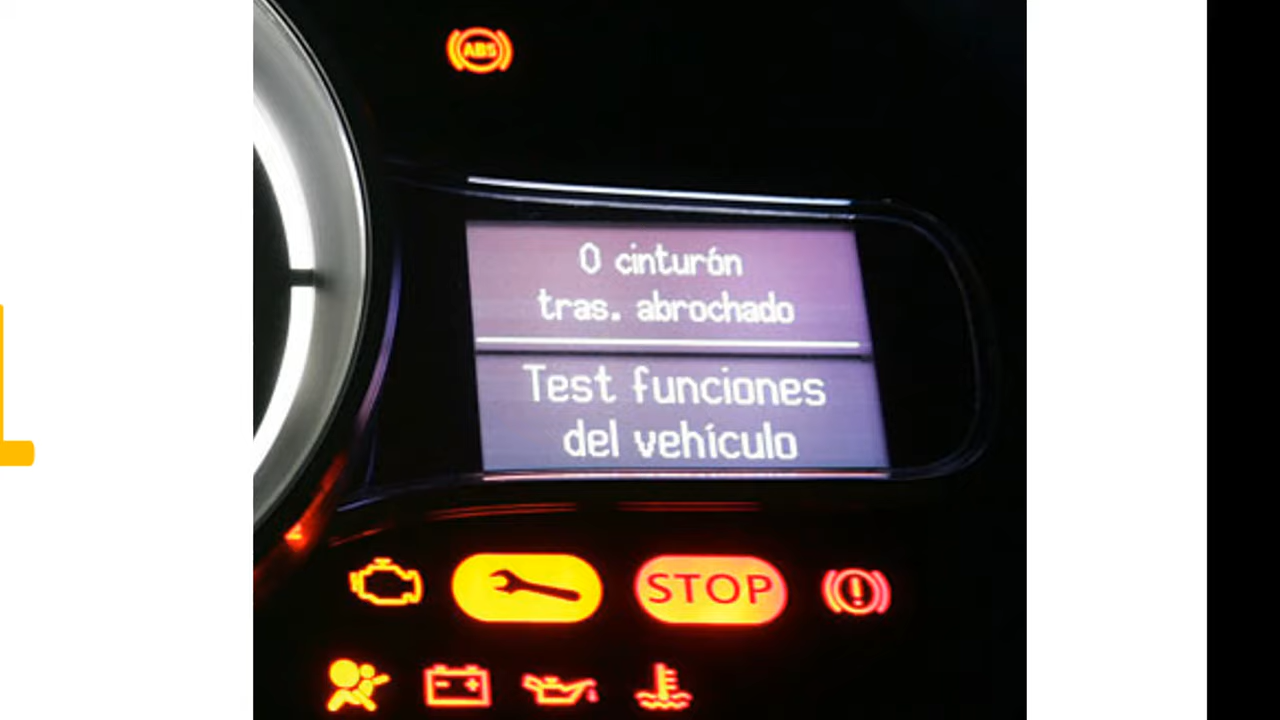 ABS
0 cinturón
tras. abrochado
Test funciones
del vehículo
STOP